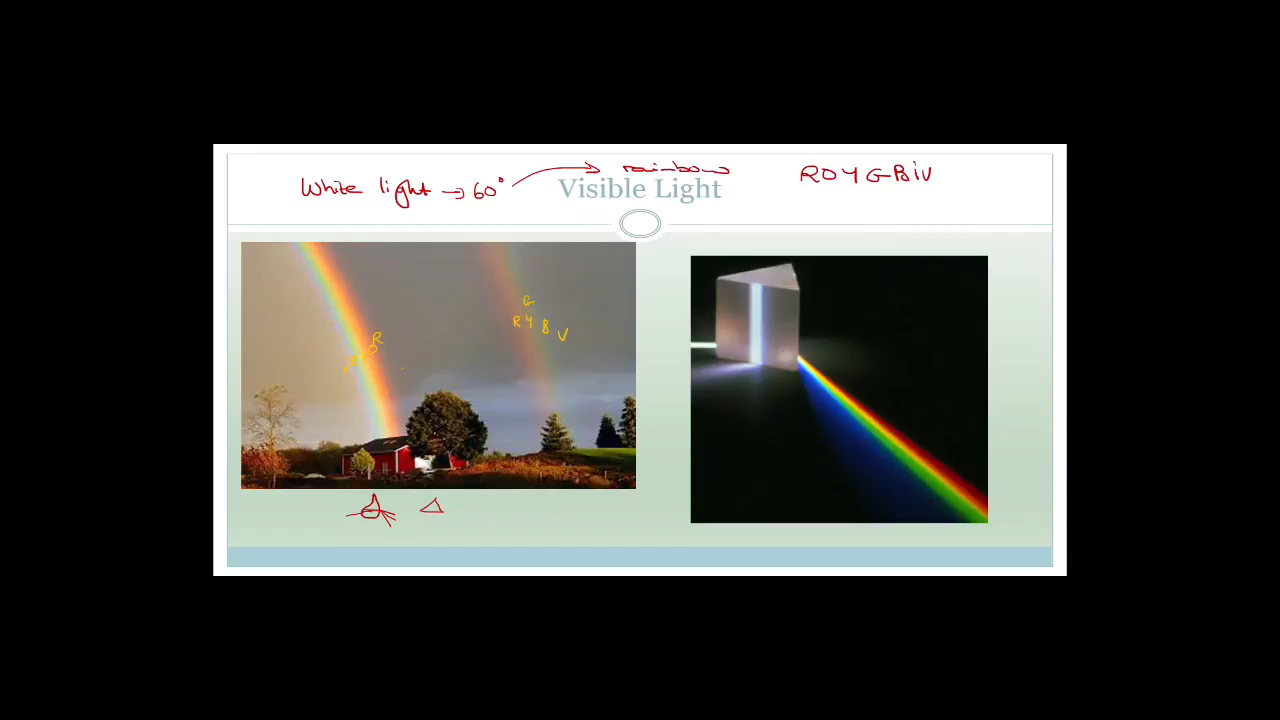 White light → 60° → rainbow
ROYGBiV
Visible Light
G
R Y B V
R